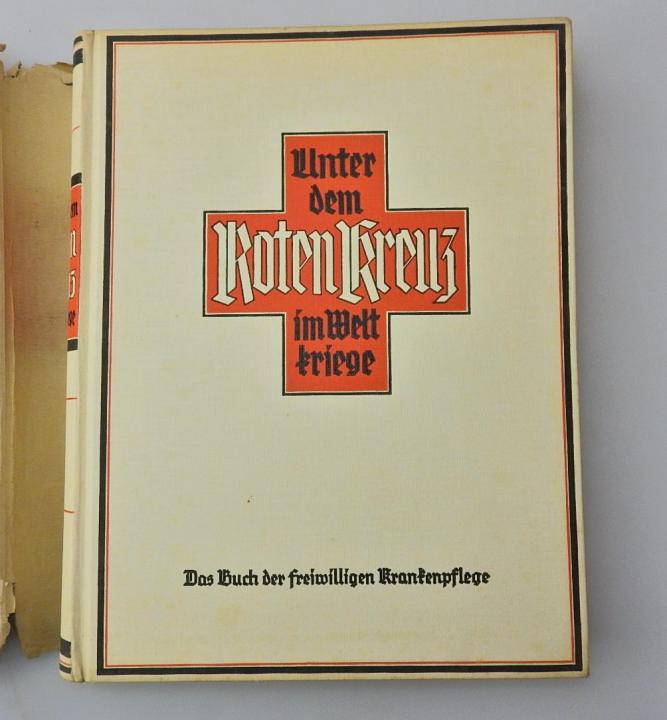 Unter
dem
Roten Kreuz
im Welt
kriege
Das Buch der freiwilligen Krankenpflege